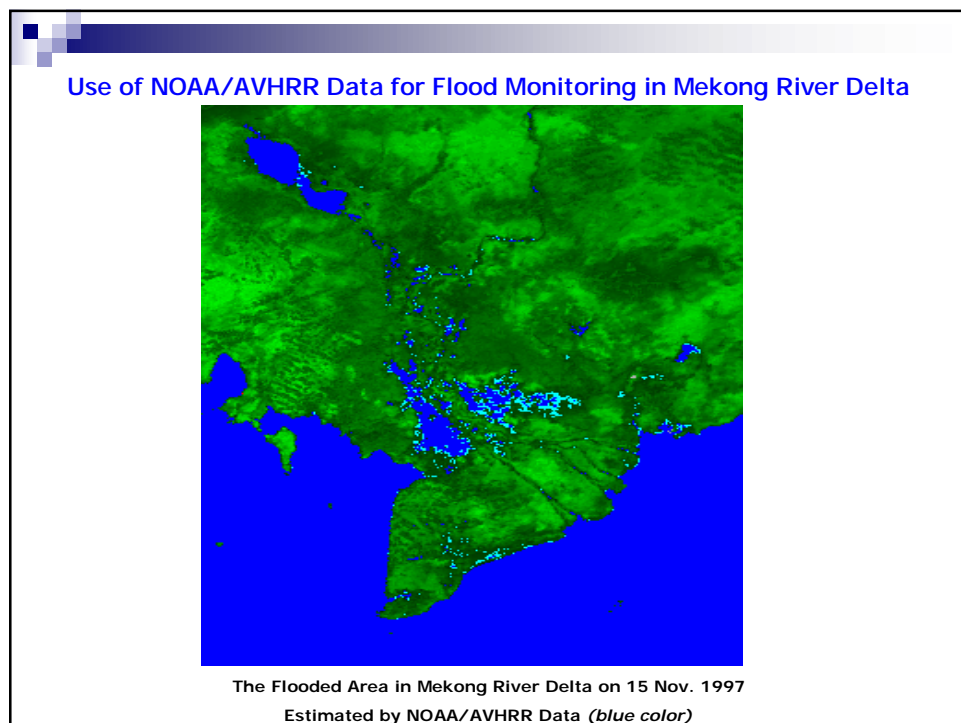 Use of NOAA/AVHRR Data for Flood Monitoring in Mekong River Delta
The Flooded Area in Mekong River Delta on 15 Nov. 1997
Estimated by NOAA/AVHRR Data (blue color)